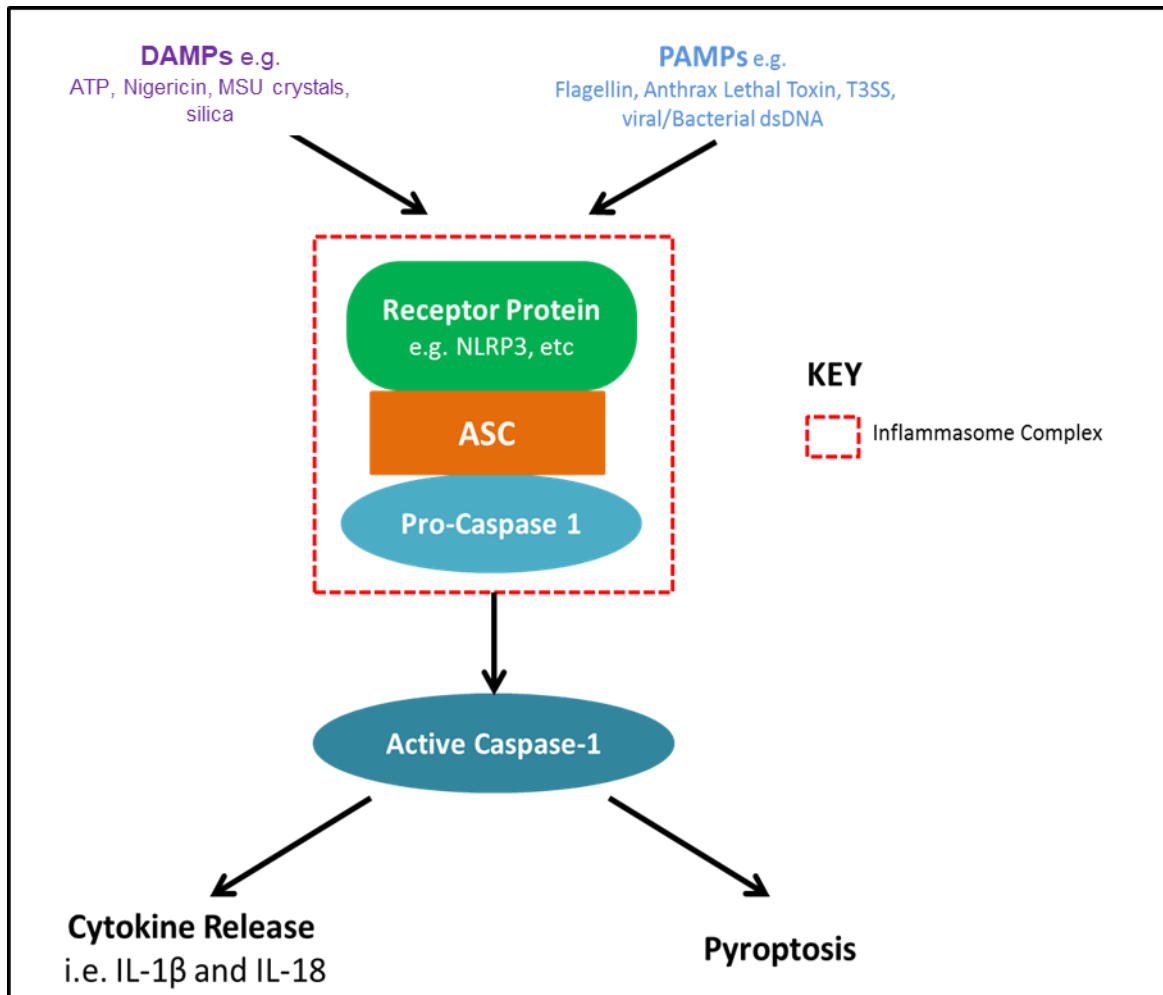 DAMPs e.g.
ATP, Nigericin, MSU crystals,
silica
PAMPs e.g.
Flagellin, Anthrax Lethal Toxin, T3SS,
viral/Bacterial dsDNA
Receptor Protein
e.g. NLRP3, etc
ASC
Pro-Caspase 1
KEY
Inflammasome Complex
Active Caspase-1
Cytokine Release
i.e. IL-1β and IL-18
Pyroptosis